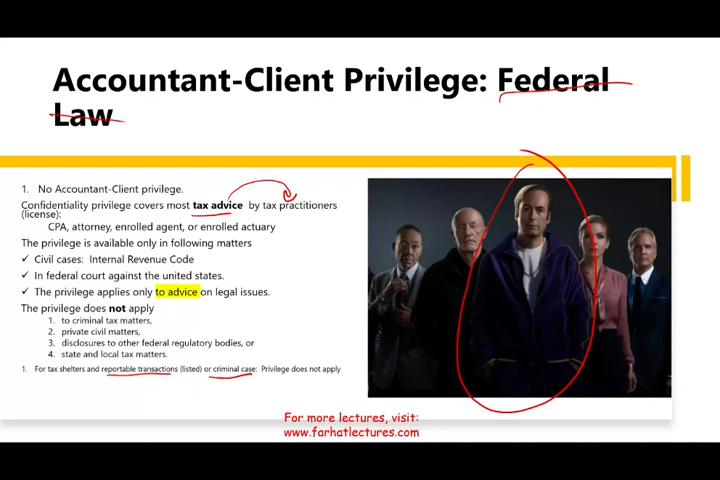 Accountant-Client Privilege: Federal
Law
1. No Accountant-Client privilege.
Confidentiality privilege covers most tax advice by tax practitioners
(license):
CPA, attorney, enrolled agent, or enrolled actuary
The privilege is available only in following matters
✓ Civil cases: Internal Revenue Code
✓ In federal court against the united states.
✓ The privilege applies only to advice on legal issues.
The privilege does not apply
1. to criminal tax matters,
2. private civil matters,
3. disclosures to other federal regulatory bodies, or
4. state and local tax matters.
1. For tax shelters and reportable transactions (listed) or criminal case: Privilege does not apply
For more lectures, visit:
www.farhatlectures.com